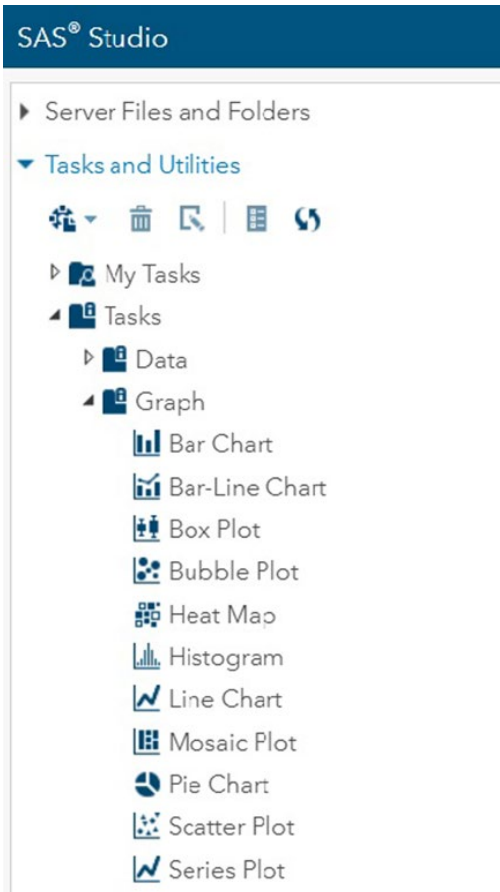 SAS® Studio
Server Files and Folders
Tasks and Utilities
My Tasks
Tasks
Data
Graph
Bar Chart
Bar-Line Chart
Box Plot
Bubble Plot
Heat Map
Histogram
Line Chart
Mosaic Plot
Pie Chart
Scatter Plot
Series Plot